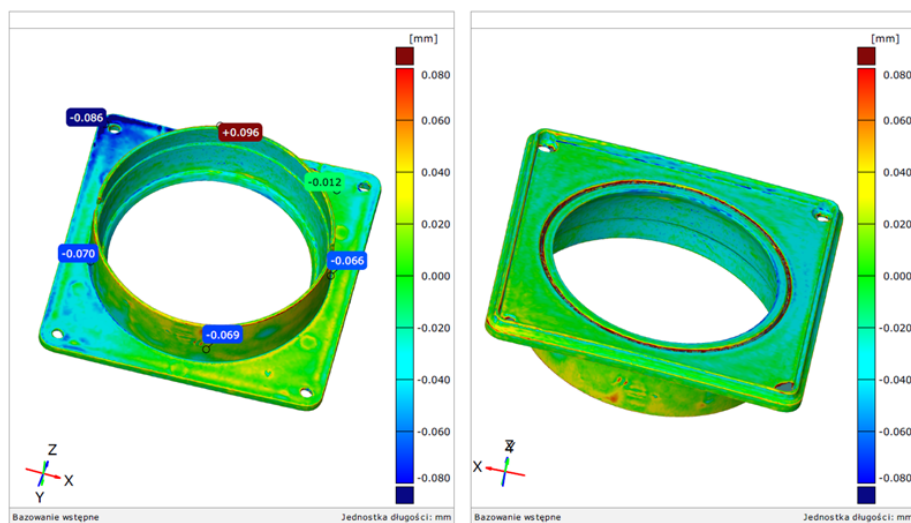 [mm]
0.080
0.060
0.040
0.020
0.000
-0.020
-0.040
-0.060
-0.080
-0.086
+0.096
-0.012
-0.070
-0.066
-0.069
Z
X
Y
Bazowanie wstępne
Jednostka długości: mm
[mm]
0.080
0.060
0.040
0.020
0.000
-0.020
-0.040
-0.060
-0.080
X
Bazowanie wstępne
Jednostka długości: mm